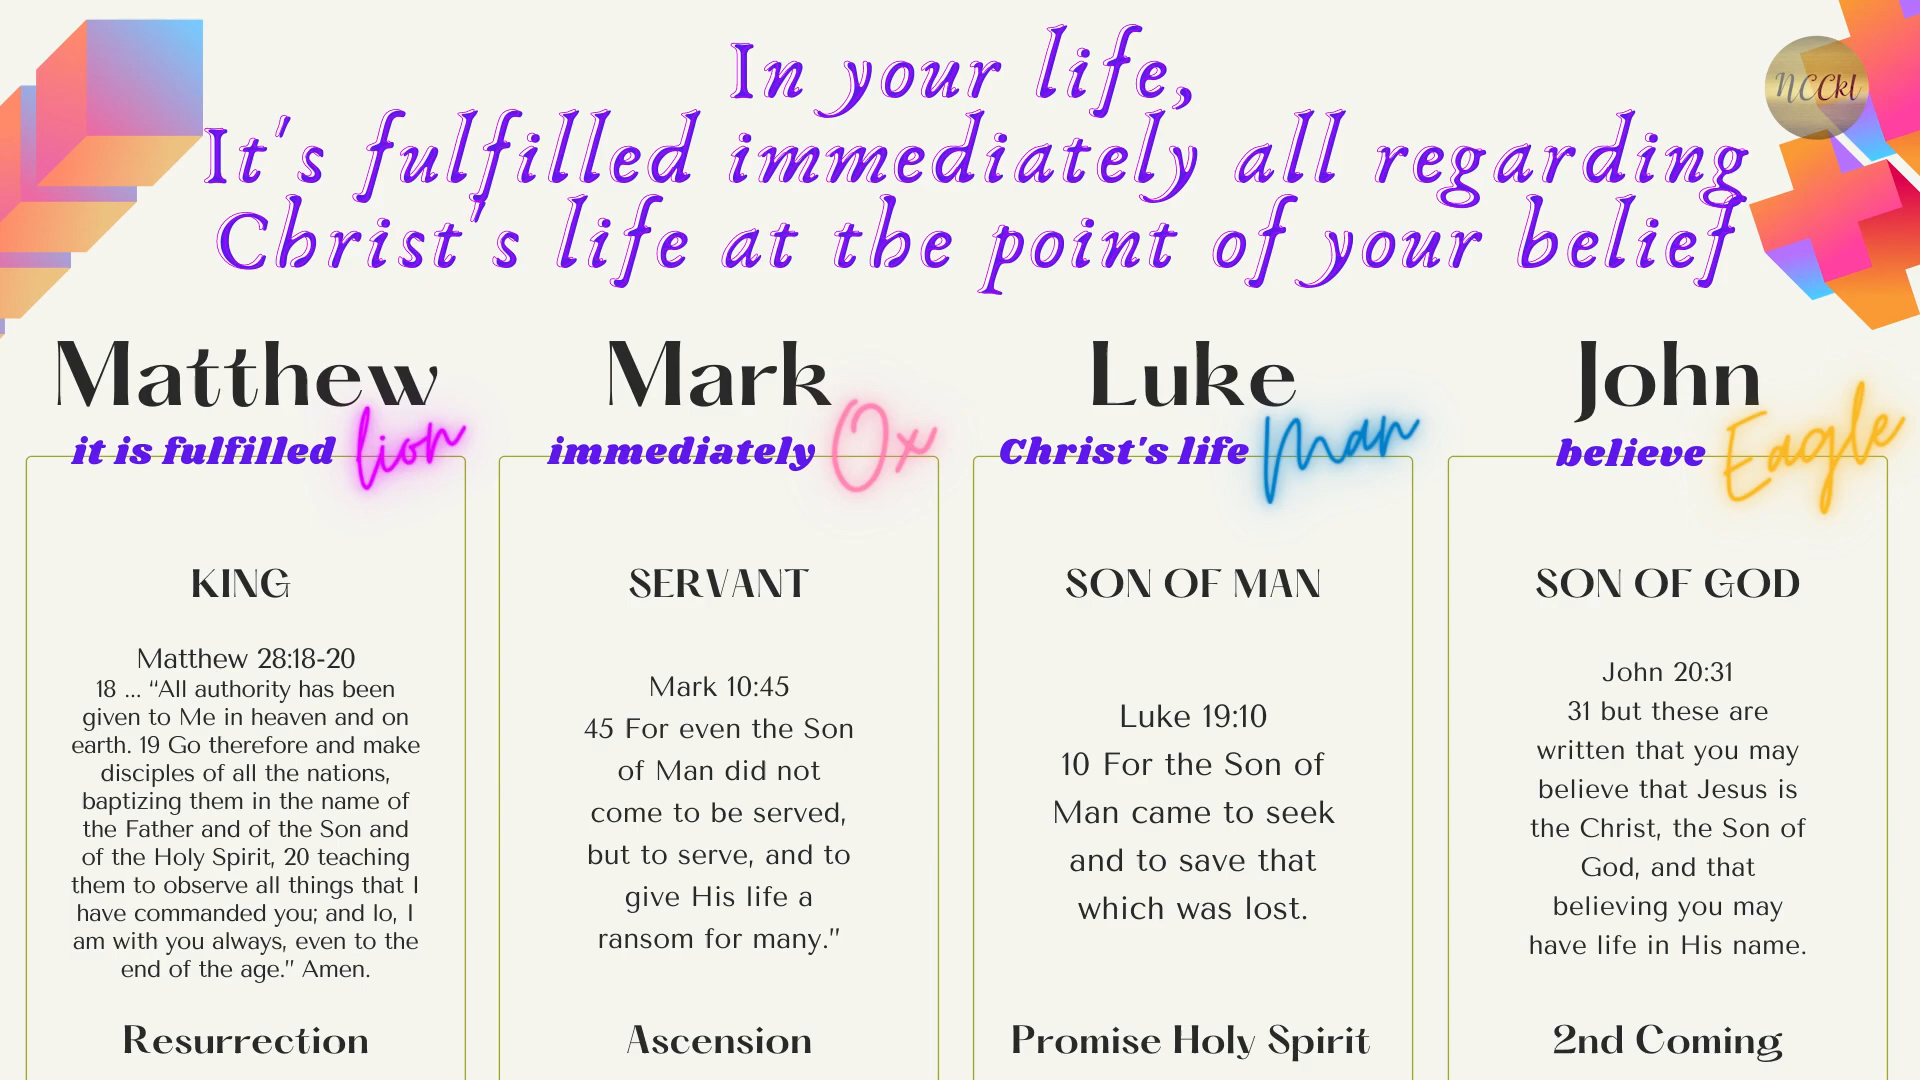 In your life,
It's fulfilled immediately all regarding
Christ's life at the point of your belief
NCCkl
Matthew
it is fulfilled lion
KING
Matthew 28:18-20
18 ... “All authority has been
given to Me in heaven and on
earth. 19 Go therefore and make
disciples of all the nations,
baptizing them in the name of
the Father and of the Son and
of the Holy Spirit, 20 teaching
them to observe all things that I
have commanded you; and lo, I
am with you always, even to the
end of the age.” Amen.
Resurrection
Mark
immediately Ox
SERVANT
Mark 10:45
45 For even the Son
of Man did not
come to be served,
but to serve, and to
give His life a
ransom for many.”
Ascension
Luke
Christ's life Man
SON OF MAN
Luke 19:10
10 For the Son of
Man came to seek
and to save that
which was lost.
Promise Holy Spirit
John
believe Eagle
SON OF GOD
John 20:31
31 but these are
written that you may
believe that Jesus is
the Christ, the Son of
God, and that
believing you may
have life in His name.
2nd Coming